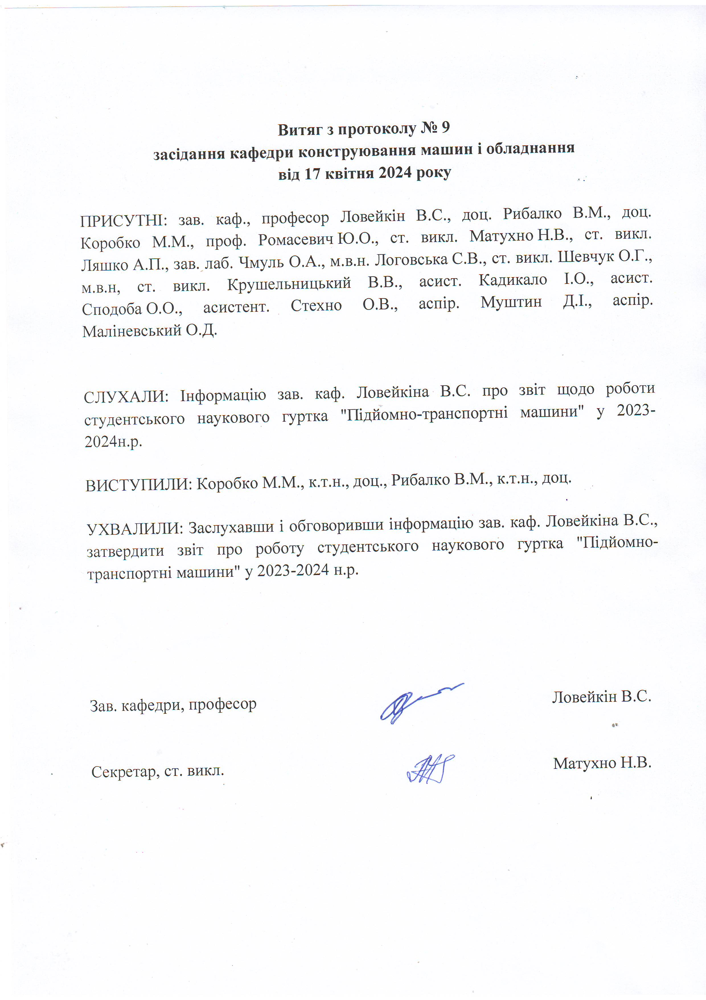 Витяг з протоколу № 9
засідання кафедри конструювання машин і обладнання
від 17 квітня 2024 року
ПРИСУТНІ: зав. каф., професор Ловейкін В.С., доц. Рибалко В.М., доц.
Коробко М.М., проф. Ромасевич Ю.О., ст. викл. Матухно Н.В., ст. викл.
Ляшко А.П., зав. лаб. Чмуль О.А., м.в.н. Логовська С.В., ст. викл. Шевчук О.Г.,
м.в.н, ст. викл. Крушельницький В.В., асист. Кадикало І.О., асист.
Сподоба О.О., асистент. Стехно О.В., аспір. Муштин Д.І., аспір.
Маліневський О.Д.
СЛУХАЛИ: Інформацію зав. каф. Ловейкіна В.С. про звіт щодо роботи
студентського наукового гуртка "Підйомно-транспортні машини" у 2023-
2024н.р.
ВИСТУПИЛИ: Коробко М.М., к.т.н., доц., Рибалко В.М., к.т.н., доц.
УХВАЛИЛИ: Заслухавши і обговоривши інформацію зав. каф. Ловейкіна В.С.,
затвердити звіт про роботу студентського наукового гуртка "Підйомно-
транспортні машини" у 2023-2024 н.р.
Зав. кафедри, професор Ловейкін В.С.
Секретар, ст. викл. Матухно Н.В.